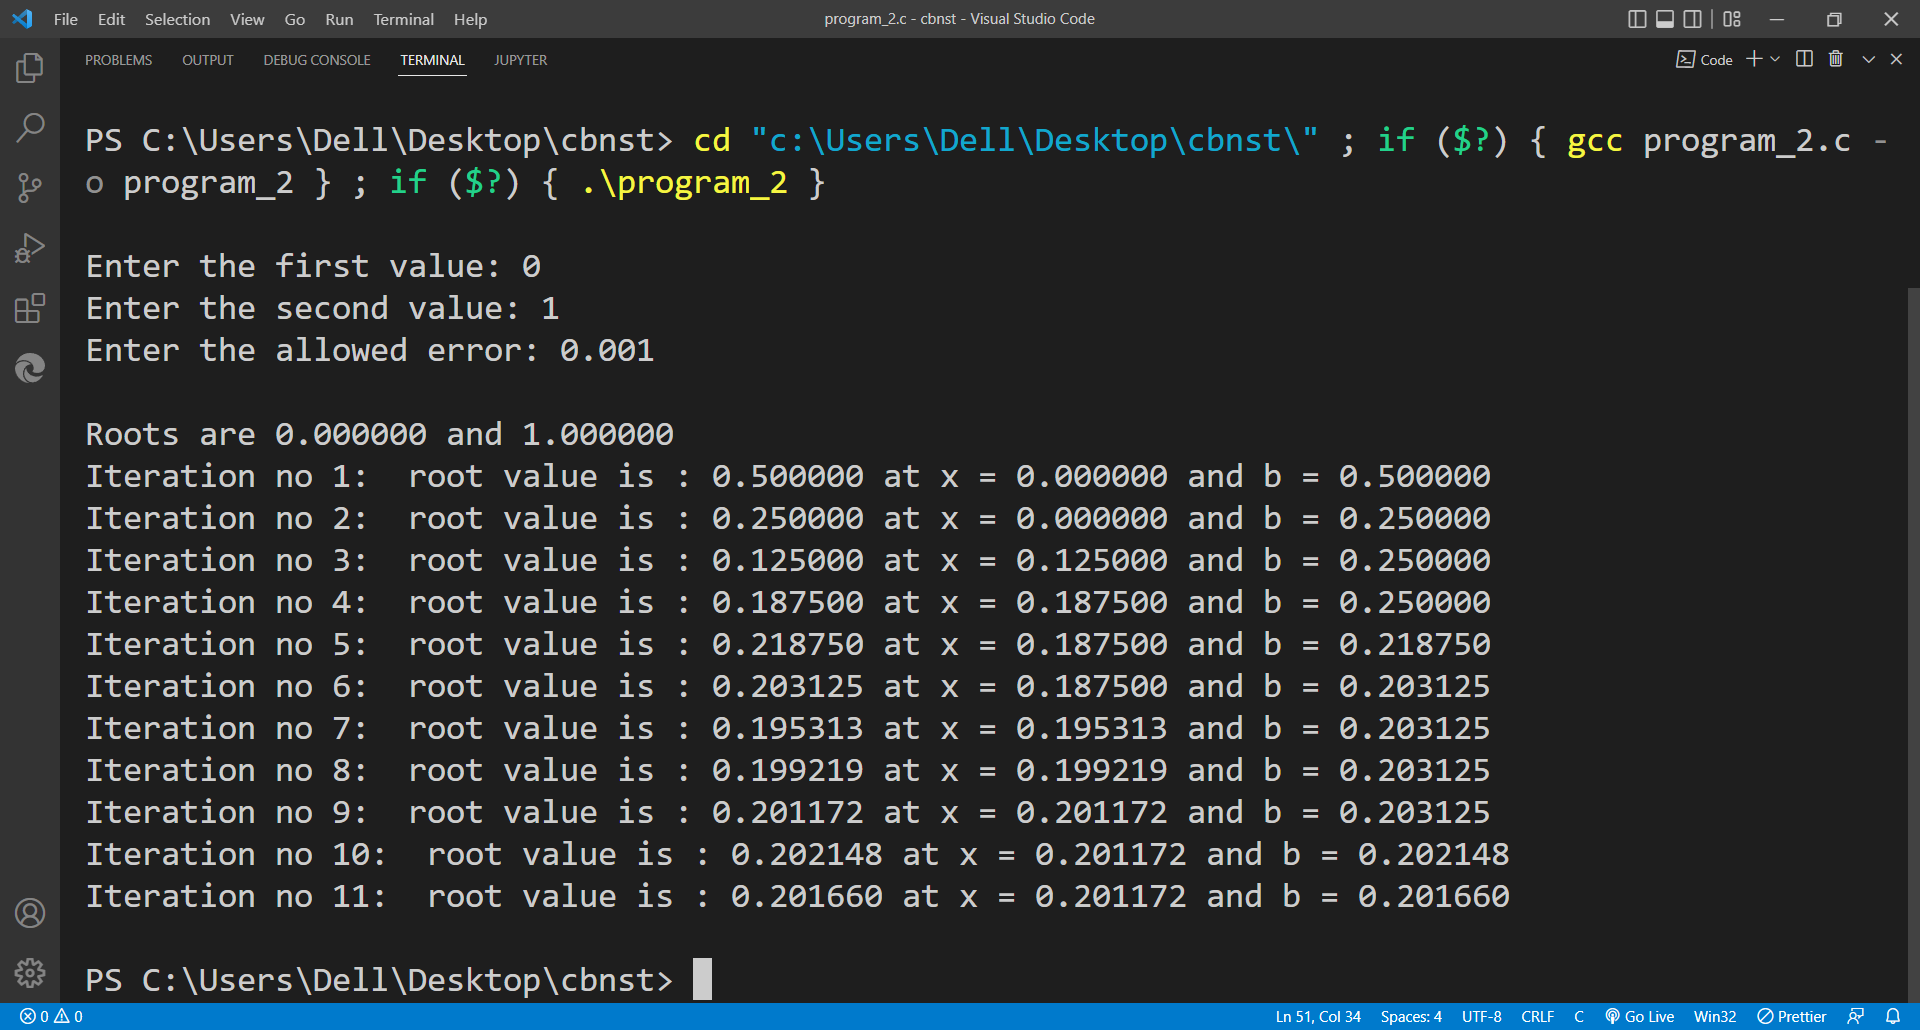 File Edit Selection View Go Run Terminal Help program_2.c - cbnst - Visual Studio Code
PROBLEMS OUTPUT DEBUG CONSOLE TERMINAL JUPYTER Code
PS C:\Users\Dell\Desktop\cbnst> cd "c:\Users\Dell\Desktop\cbnst\" ; if ($?) { gcc program_2.c -
o program_2 } ; if ($?) { .\program_2 }
Enter the first value: 0
Enter the second value: 1
Enter the allowed error: 0.001
Roots are 0.000000 and 1.000000
Iteration no 1:  root value is : 0.500000 at x = 0.000000 and b = 0.500000
Iteration no 2:  root value is : 0.250000 at x = 0.000000 and b = 0.250000
Iteration no 3:  root value is : 0.125000 at x = 0.125000 and b = 0.250000
Iteration no 4:  root value is : 0.187500 at x = 0.187500 and b = 0.250000
Iteration no 5:  root value is : 0.218750 at x = 0.187500 and b = 0.218750
Iteration no 6:  root value is : 0.203125 at x = 0.187500 and b = 0.203125
Iteration no 7:  root value is : 0.195313 at x = 0.195313 and b = 0.203125
Iteration no 8:  root value is : 0.199219 at x = 0.199219 and b = 0.203125
Iteration no 9:  root value is : 0.201172 at x = 0.201172 and b = 0.203125
Iteration no 10:  root value is : 0.202148 at x = 0.201172 and b = 0.202148
Iteration no 11:  root value is : 0.201660 at x = 0.201172 and b = 0.201660
PS C:\Users\Dell\Desktop\cbnst>
0 0 Ln 51, Col 34 Spaces: 4 UTF-8 CRLF C Go Live Win32 Prettier